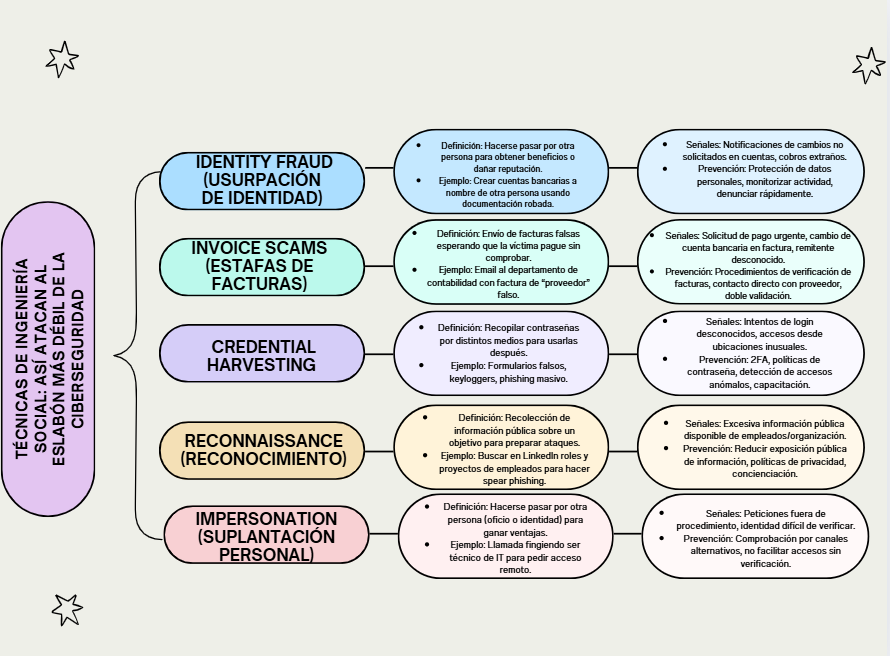 TÉCNICAS DE INGENIERÍA
SOCIAL: ASÍ ATACAN AL
ESLABÓN MÁS DÉBIL DE LA
CIBERSEGURIDAD
IDENTITY FRAUD
(USURPACIÓN
DE IDENTIDAD)
• Definición: Hacerse pasar por otra
persona para obtener beneficios o
dañar reputación.
• Ejemplo: Crear cuentas bancarias a
nombre de otra persona usando
documentación robada.
• Señales: Notificaciones de cambios no
solicitados en cuentas, cobros extraños.
• Prevención: Protección de datos
personales, monitorizar actividad,
denunciar rápidamente.
INVOICE SCAMS
(ESTAFAS DE
FACTURAS)
• Definición: Envío de facturas falsas
esperando que la víctima pague sin
comprobar.
• Ejemplo: Email al departamento de
contabilidad con factura de “proveedor”
falso.
• Señales: Solicitud de pago urgente, cambio de
cuenta bancaria en factura, remitente
desconocido.
• Prevención: Procedimientos de verificación de
facturas, contacto directo con proveedor,
doble validación.
CREDENTIAL
HARVESTING
• Definición: Recopilar contraseñas
por distintos medios para usarlas
después.
• Ejemplo: Formularios falsos,
keyloggers, phishing masivo.
• Señales: Intentos de login
desconocidos, accesos desde
ubicaciones inusuales.
• Prevención: 2FA, políticas de
contraseña, detección de accesos
anómalos, capacitación.
RECONNAISSANCE
(RECONOCIMIENTO)
• Definición: Recolección de
información pública sobre un
objetivo para preparar ataques.
• Ejemplo: Buscar en LinkedIn roles y
proyectos de empleados para hacer
spear phishing.
• Señales: Excesiva información pública
disponible de empleados/organización.
• Prevención: Reducir exposición pública
de información, políticas de privacidad,
concienciación.
IMPERSONATION
(SUPLANTACIÓN
PERSONAL)
• Definición: Hacerse pasar por otra
persona (oficio o identidad) para
ganar ventajas.
• Ejemplo: Llamada fingiendo ser
técnico de IT para pedir acceso
remoto.
• Señales: Peticiones fuera de
procedimiento, identidad difícil de verificar.
• Prevención: Comprobación por canales
alternativos, no facilitar accesos sin
verificación.